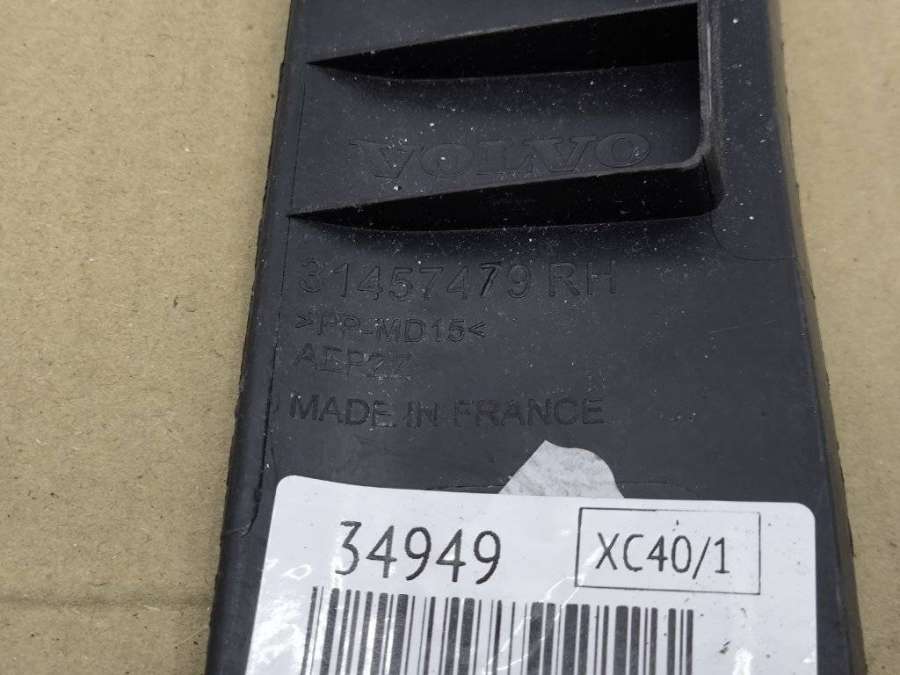 VOLVO
31457479 RH
>PP-MD15<
AEP2Z
MADE IN FRANCE
34949
XC40/1